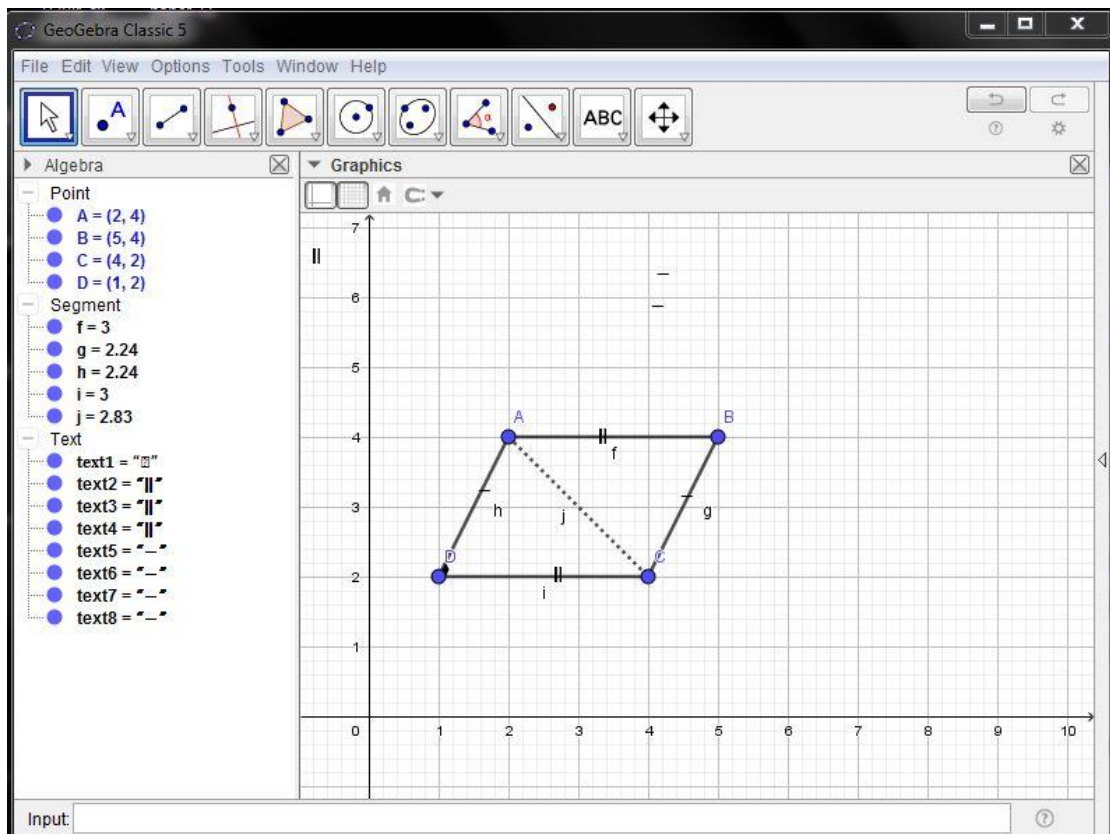 GeoGebra Classic 5
File Edit View Options Tools Window Help
A
α
ABC
Algebra
Graphics
Point
A = (2, 4)
B = (5, 4)
C = (4, 2)
D = (1, 2)
Segment
f = 3
g = 2.24
h = 2.24
i = 3
j = 2.83
Text
text1 = "▯"
text2 = "||"
text3 = "||"
text4 = "||"
text5 = "–"
text6 = "–"
text7 = "–"
text8 = "–"
7
6
5
4
3
2
1
0 1 2 3 4 5 6 7 8 9 10
A
B
f
h
j
g
D
C
i
Input: